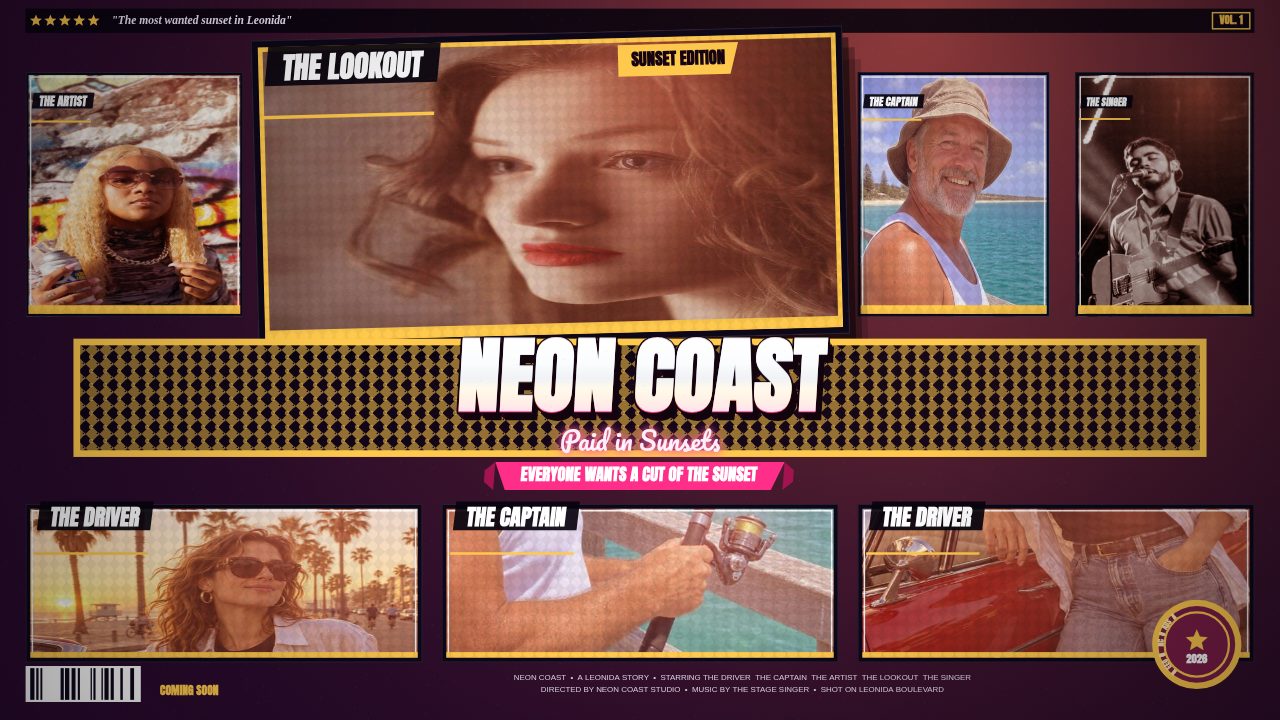 "The most wanted sunset in Leonida"
VOL. 1
THE LOOKOUT
SUNSET EDITION
THE ARTIST
THE CAPTAIN
THE SINGER
NEON COAST
Paid in Sunsets
EVERYONE WANTS A CUT OF THE SUNSET
THE DRIVER
THE CAPTAIN
THE DRIVER
2026
COMING SOON
NEON COAST • A LEONIDA STORY • STARRING THE DRIVER THE CAPTAIN THE ARTIST THE LOOKOUT THE SINGER
DIRECTED BY NEON COAST STUDIO • MUSIC BY THE STAGE SINGER • SHOT ON LEONIDA BOULEVARD